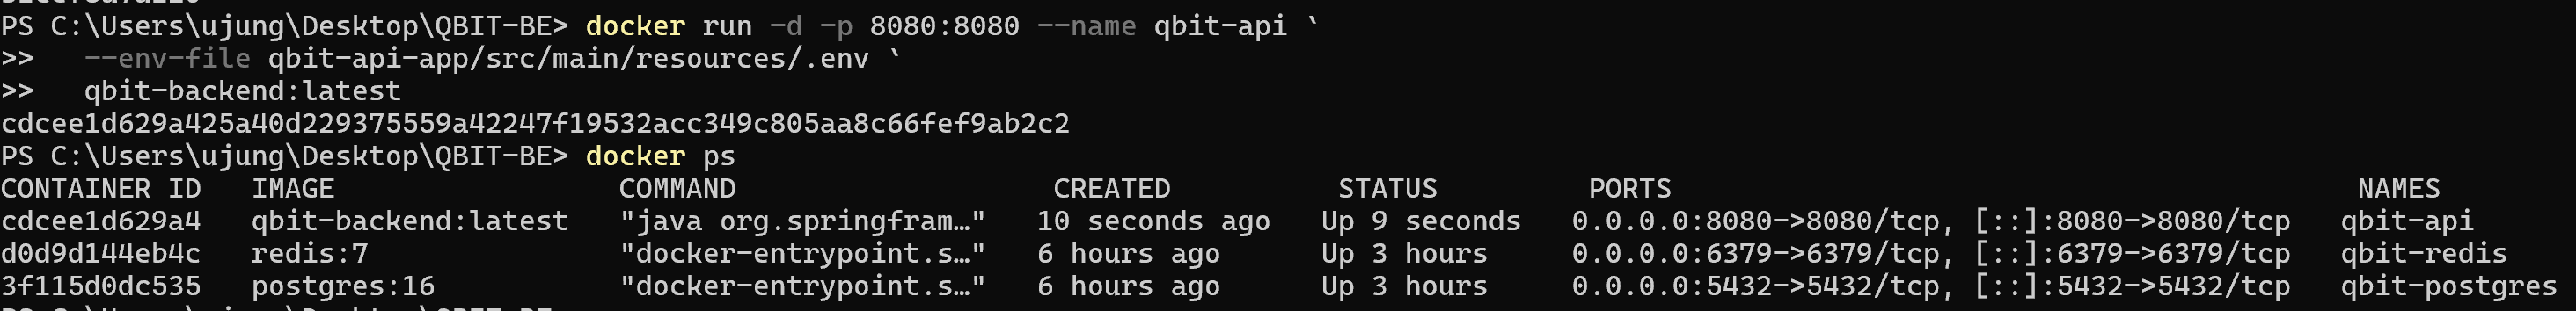 PS C:\Users\ujung\Desktop\QBIT-BE> docker run -d -p 8080:8080 --name qbit-api `
>>   --env-file qbit-api-app/src/main/resources/.env `
>>   qbit-backend:latest
cdcee1d629a425a40d229375559a42247f19532acc349c805aa8c66fef9ab2c2
PS C:\Users\ujung\Desktop\QBIT-BE> docker ps
CONTAINER ID   IMAGE                 COMMAND                   CREATED          STATUS         PORTS                                         NAMES
cdcee1d629a4   qbit-backend:latest   "java org.springfram…"    10 seconds ago   Up 9 seconds   0.0.0.0:8080->8080/tcp, [::]:8080->8080/tcp   qbit-api
d0d9d144eb4c   redis:7               "docker-entrypoint.s…"   6 hours ago      Up 3 hours     0.0.0.0:6379->6379/tcp, [::]:6379->6379/tcp   qbit-redis
3f115d0dc535   postgres:16           "docker-entrypoint.s…"   6 hours ago      Up 3 hours     0.0.0.0:5432->5432/tcp, [::]:5432->5432/tcp   qbit-postgres